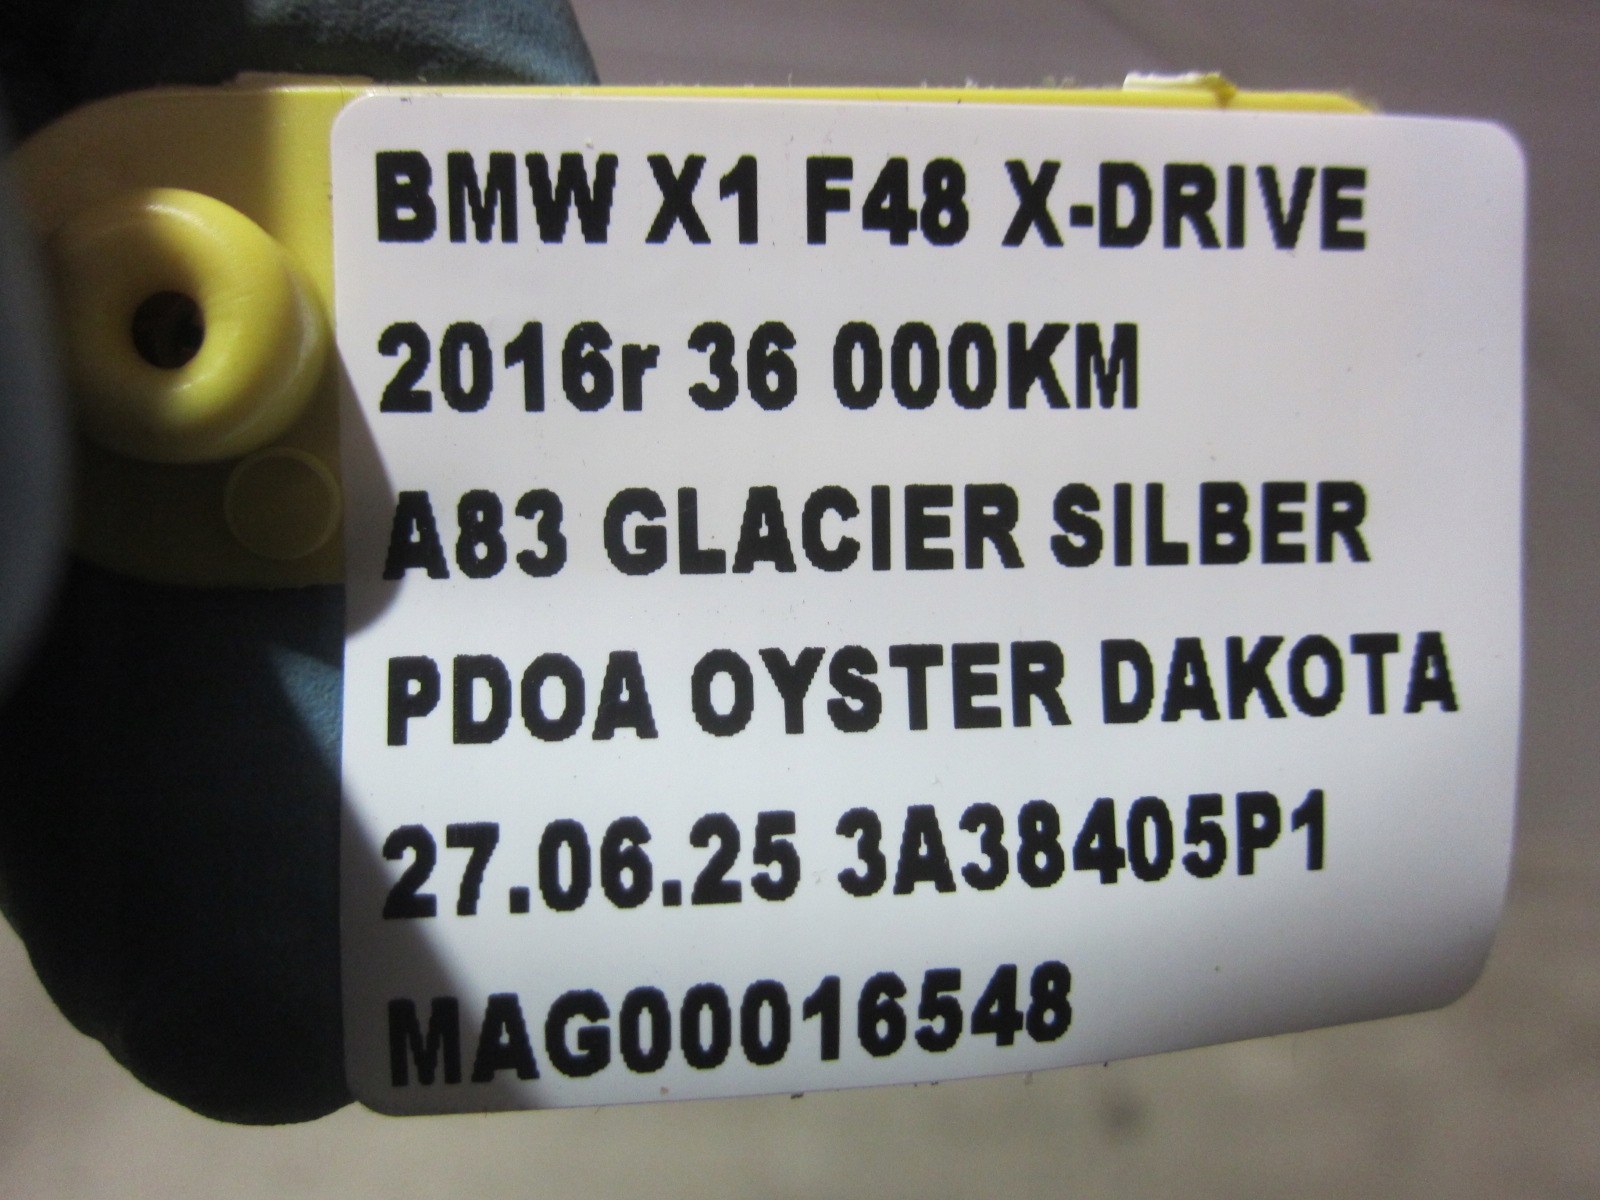 BMW X1 F48 X-DRIVE
2016r 36 000KM
A83 GLACIER SILBER
PDOA OYSTER DAKOTA
27.06.25 3A38405P1
MAG00016548